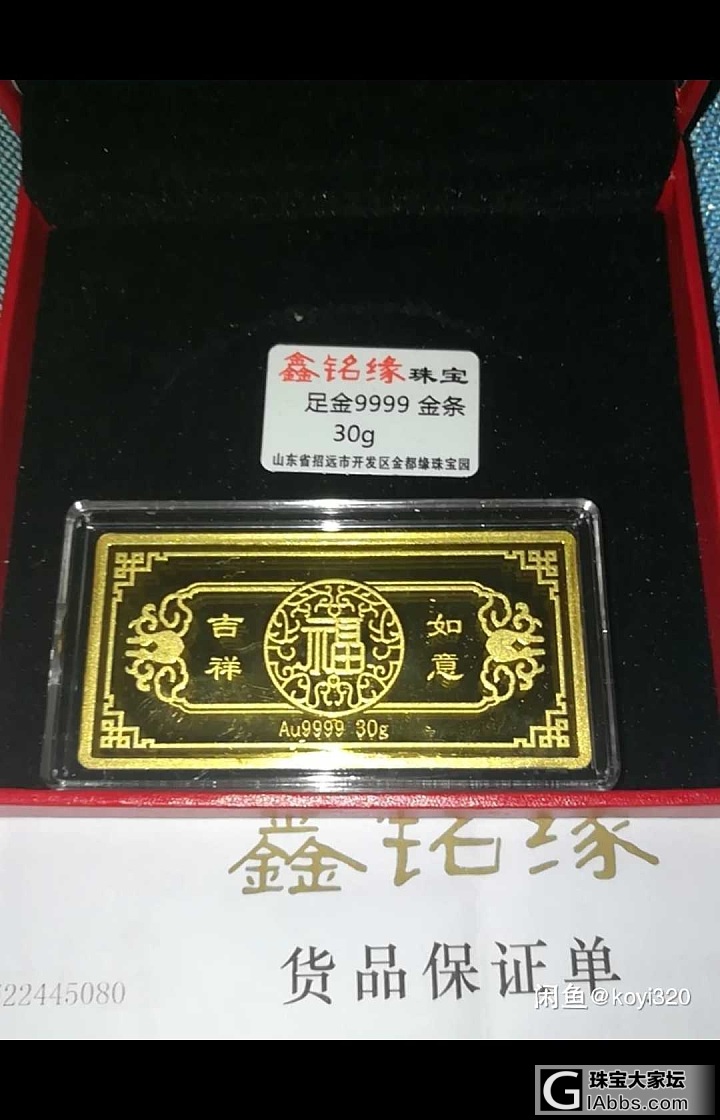 鑫铭缘珠宝
足金9999 金条
30g
山东省招远市开发区金都缘珠宝园
吉祥
福
如意
Au9999 30g
鑫铭缘
货品保证单
522445080
闲鱼@koyi320
珠宝大家坛
GIAbbs.com